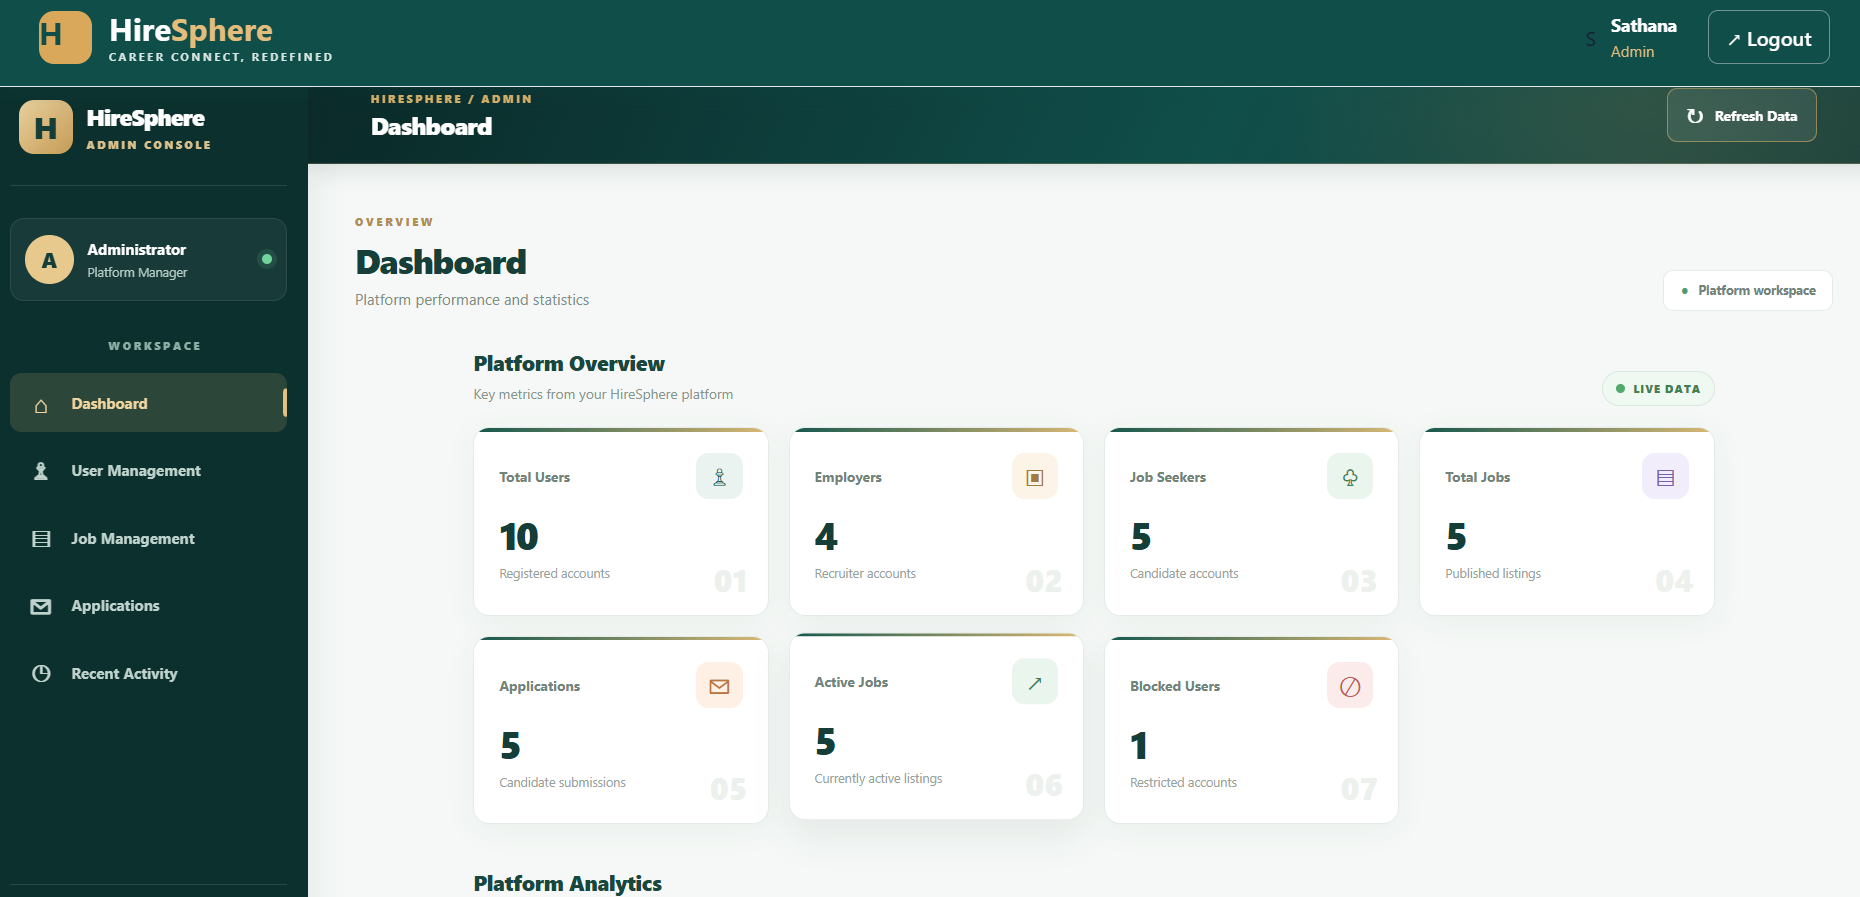 H
HireSphere
CAREER CONNECT, REDEFINED
S
Sathana
Admin
↗ Logout
H
HireSphere
ADMIN CONSOLE
HIRESPHERE / ADMIN
Dashboard
↻ Refresh Data
A
Administrator
Platform Manager
WORKSPACE
Dashboard
User Management
Job Management
Applications
Recent Activity
OVERVIEW
Dashboard
Platform performance and statistics
Platform workspace
Platform Overview
Key metrics from your HireSphere platform
LIVE DATA
Total Users
10
Registered accounts
01
Employers
4
Recruiter accounts
02
Job Seekers
5
Candidate accounts
03
Total Jobs
5
Published listings
04
Applications
5
Candidate submissions
05
Active Jobs
5
Currently active listings
06
Blocked Users
1
Restricted accounts
07
Platform Analytics